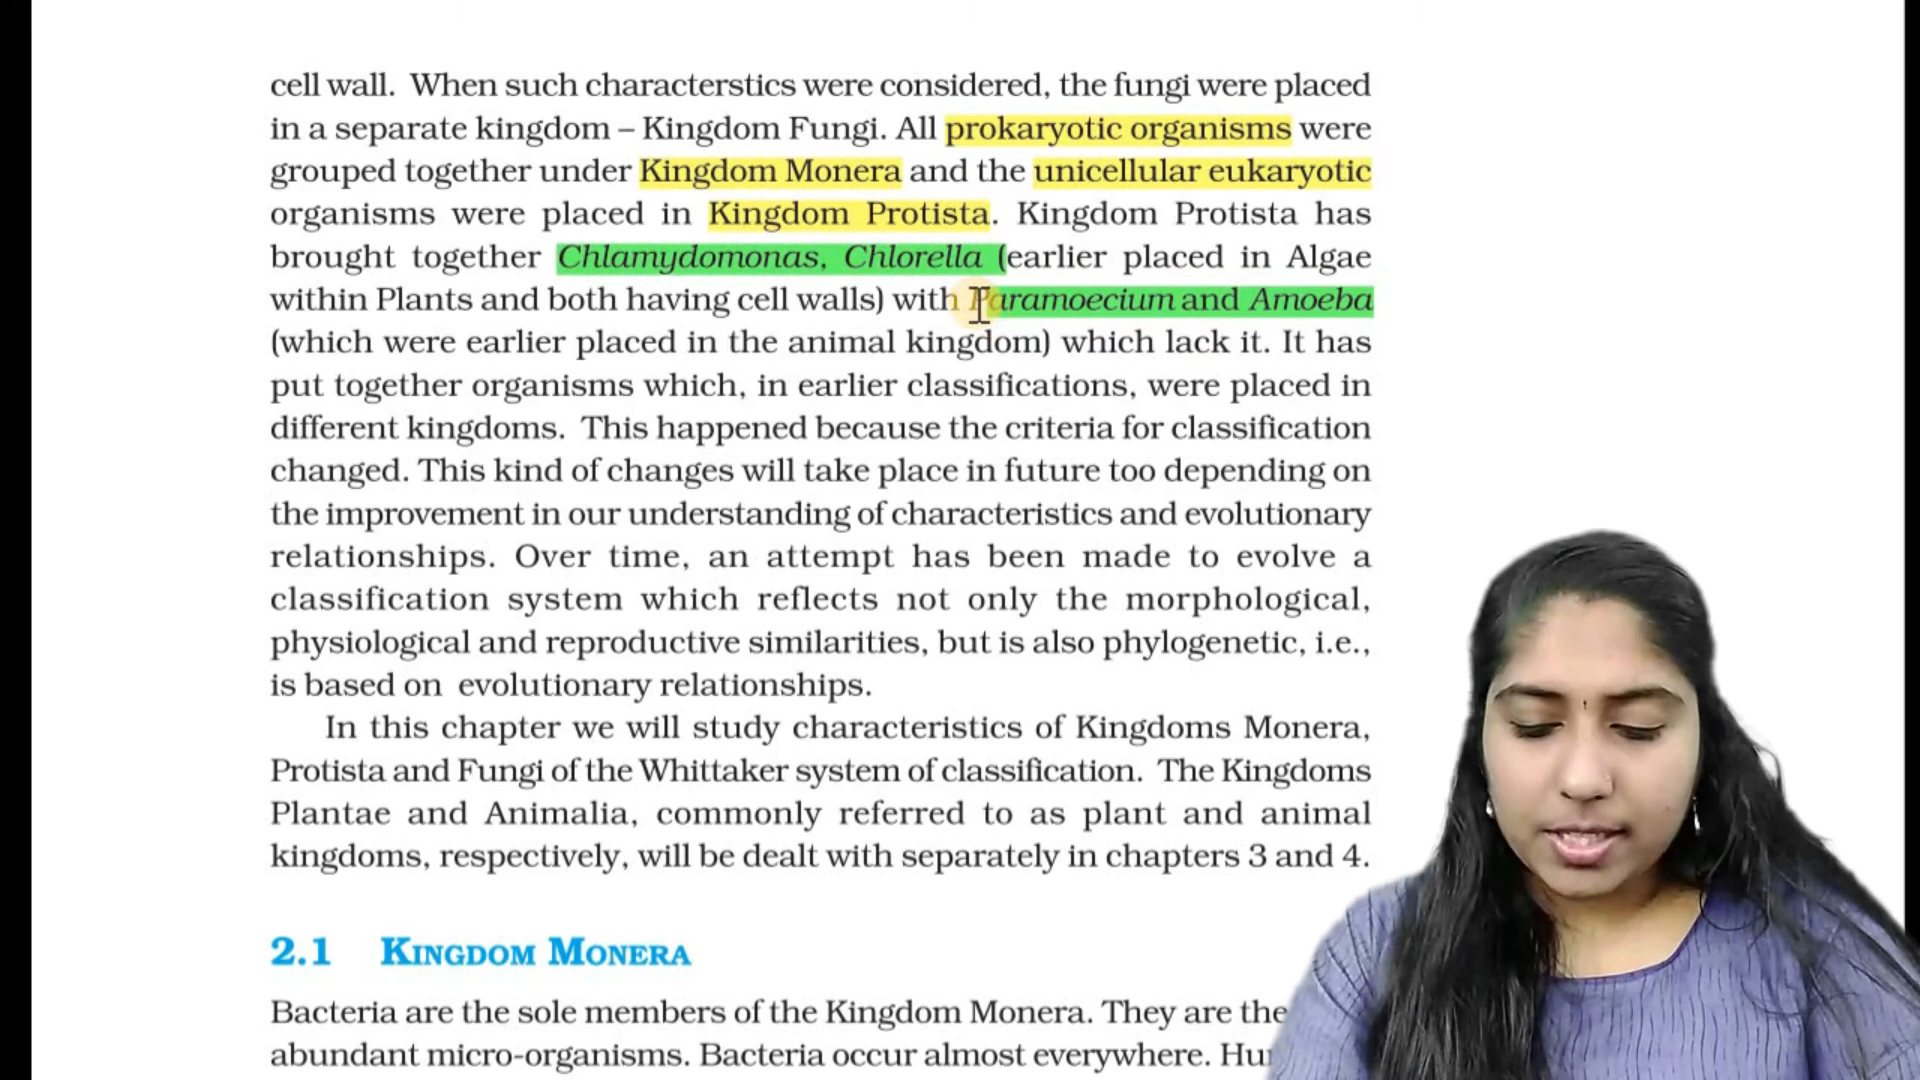 cell wall. When such characterstics were considered, the fungi were placed
in a separate kingdom – Kingdom Fungi. All prokaryotic organisms were
grouped together under Kingdom Monera and the unicellular eukaryotic
organisms were placed in Kingdom Protista. Kingdom Protista has
brought together Chlamydomonas, Chlorella (earlier placed in Algae
within Plants and both having cell walls) with Paramoecium and Amoeba
(which were earlier placed in the animal kingdom) which lack it. It has
put together organisms which, in earlier classifications, were placed in
different kingdoms. This happened because the criteria for classification
changed. This kind of changes will take place in future too depending on
the improvement in our understanding of characteristics and evolutionary
relationships. Over time, an attempt has been made to evolve a
classification system which reflects not only the morphological,
physiological and reproductive similarities, but is also phylogenetic, i.e.,
is based on evolutionary relationships.
In this chapter we will study characteristics of Kingdoms Monera,
Protista and Fungi of the Whittaker system of classification. The Kingdoms
Plantae and Animalia, commonly referred to as plant and animal
kingdoms, respectively, will be dealt with separately in chapters 3 and 4.
2.1 KINGDOM MONERA
Bacteria are the sole members of the Kingdom Monera. They are the
abundant micro-organisms. Bacteria occur almost everywhere.